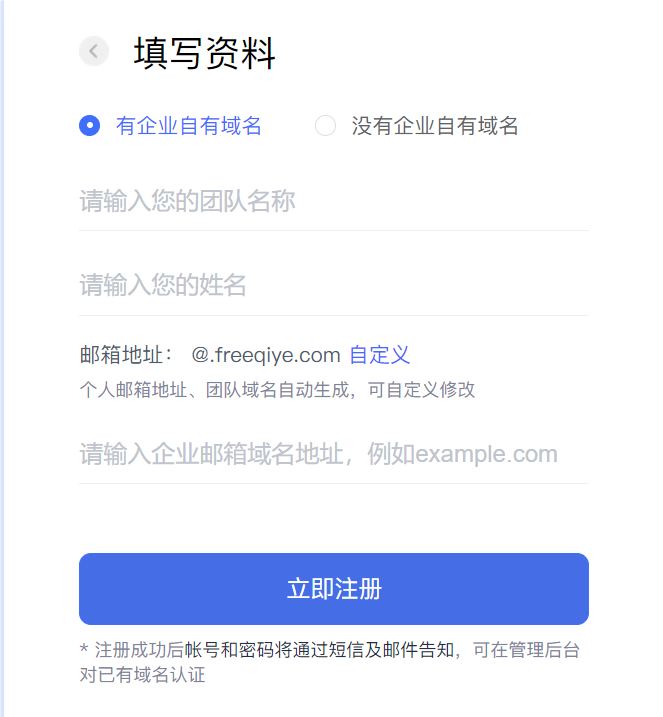 填写资料
有企业自有域名 没有企业自有域名
请输入您的团队名称
请输入您的姓名
邮箱地址： @.freeqiye.com 自定义
个人邮箱地址、团队域名自动生成，可自定义修改
请输入企业邮箱域名地址，例如example.com
立即注册
* 注册成功后帐号和密码将通过短信及邮件告知，可在管理后台
对已有域名认证